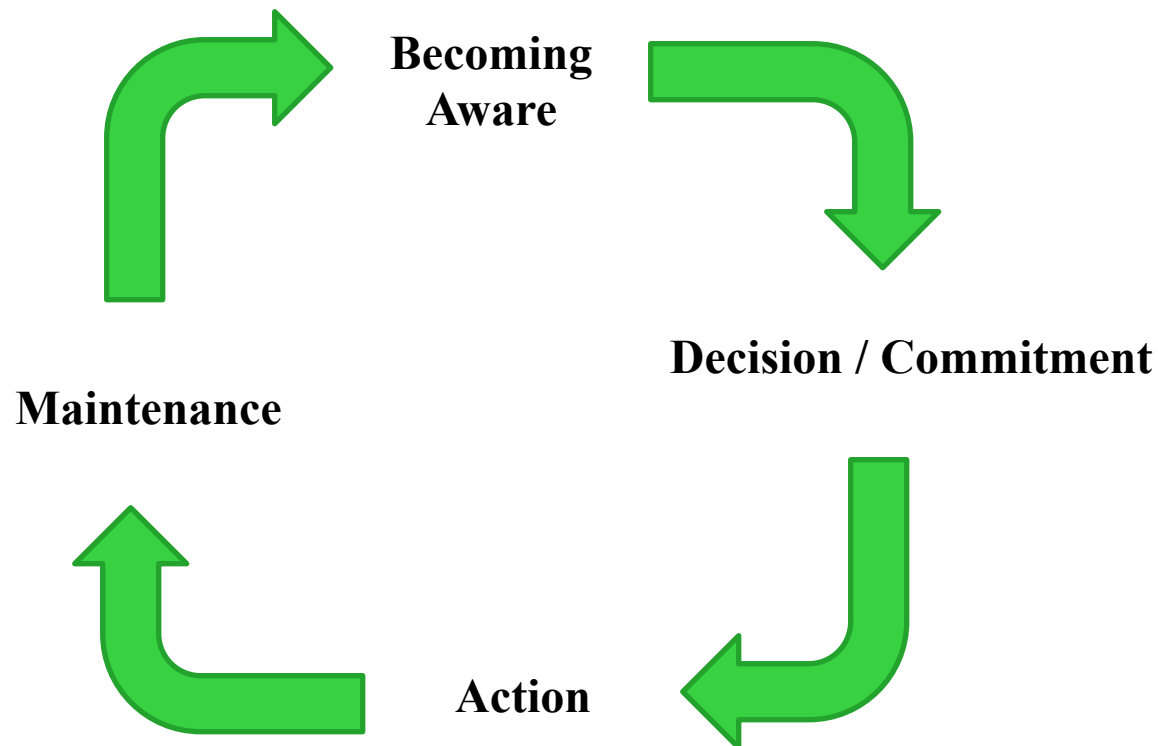 Becoming
Aware
Decision / Commitment
Maintenance
Action